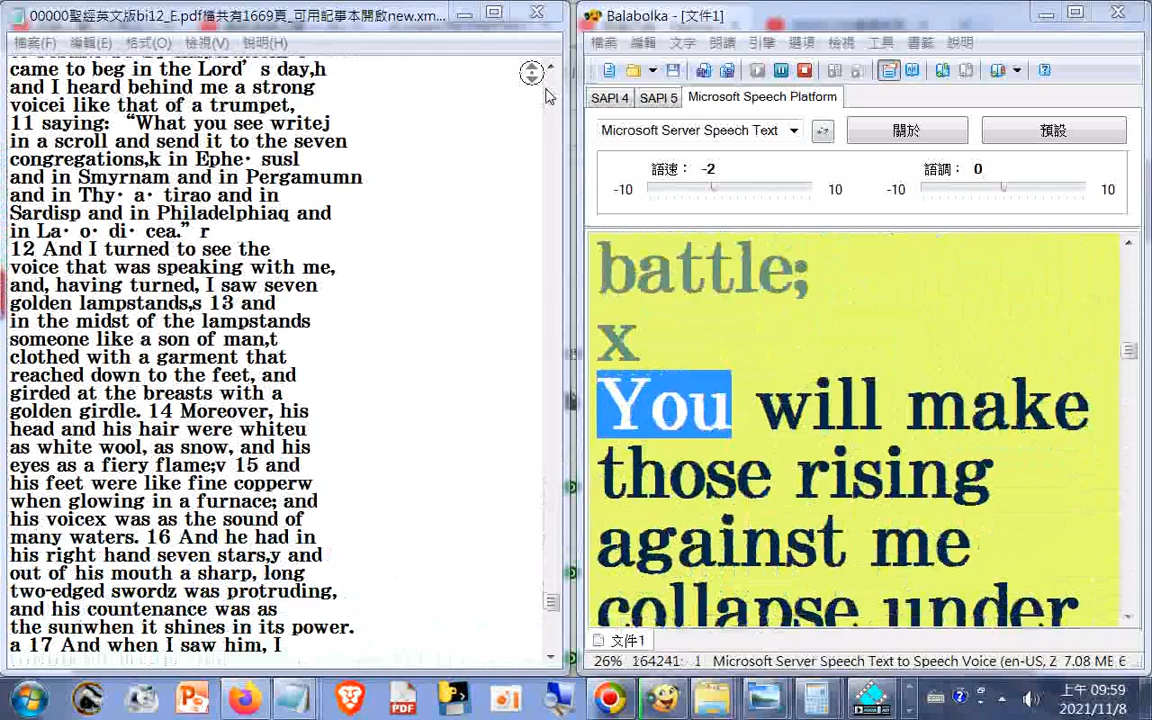 00000聖經英文版bi12_E.pdf檔共有1669頁_可用記事本開啟new.xm...
檔案(F) 編輯(E) 格式(O) 檢視(V) 說明(H)
came to beg in the Lord’s day,h
and I heard behind me a strong
voicei like that of a trumpet,
11 saying: “What you see writej
in a scroll and send it to the seven
congregations,k in Ephe·susl
and in Smyrnam and in Pergamumn
and in Thy·a·tirao and in
Sardisp and in Philadelphiaq and
in La·o·di·cea.” r
12 And I turned to see the
voice that was speaking with me,
and, having turned, I saw seven
golden lampstands,s 13 and
in the midst of the lampstands
someone like a son of man,t
clothed with a garment that
reached down to the feet, and
girded at the breasts with a
golden girdle. 14 Moreover, his
head and his hair were whiteu
as white wool, as snow, and his
eyes as a fiery flame;v 15 and
his feet were like fine copperw
when glowing in a furnace; and
his voicex was as the sound of
many waters. 16 And he had in
his right hand seven stars,y and
out of his mouth a sharp, long
two-edged swordz was protruding,
and his countenance was as
the sunwhen it shines in its power.
a 17 And when I saw him, I
Balabolka - [文件1]
檔案 編輯 文字 朗讀 引擎 選項 檢視 工具 書籤 說明
SAPI 4 SAPI 5 Microsoft Speech Platform
Microsoft Server Speech Text 關於 預設
語速： -2 語調： 0
-10 10 -10 10
battle;
x
You will make
those rising
against me
collapse under
文件1
26% 164241: 1 Microsoft Server Speech Text to Speech Voice (en-US, Z 7.08 MB 6
PDF
上午 09:59
2021/11/8